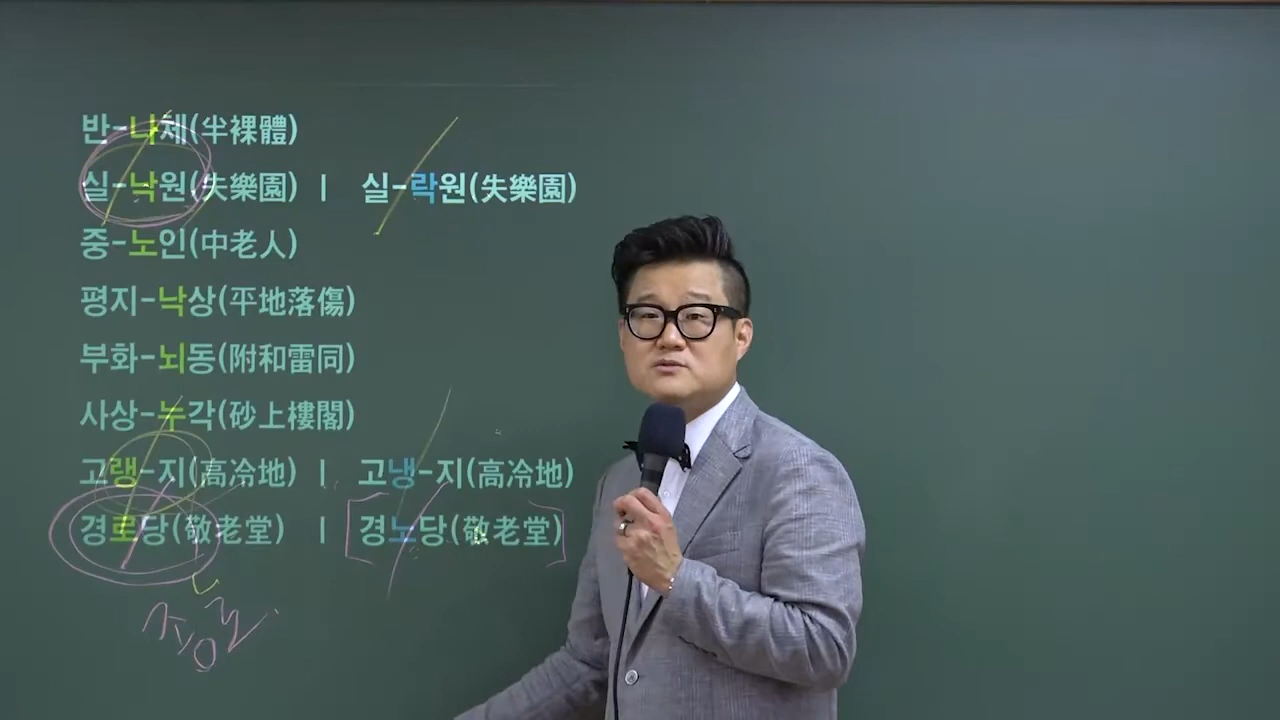 반-나체(半裸體)
실-낙원(失樂園) | 실-락원(失樂園)
중-노인(中老人)
평지-낙상(平地落傷)
부화-뇌동(附和雷同)
사상-누각(砂上樓閣)
고랭-지(高冷地) | 고냉-지(高冷地)
경로당(敬老堂) | 경노당(敬老堂)